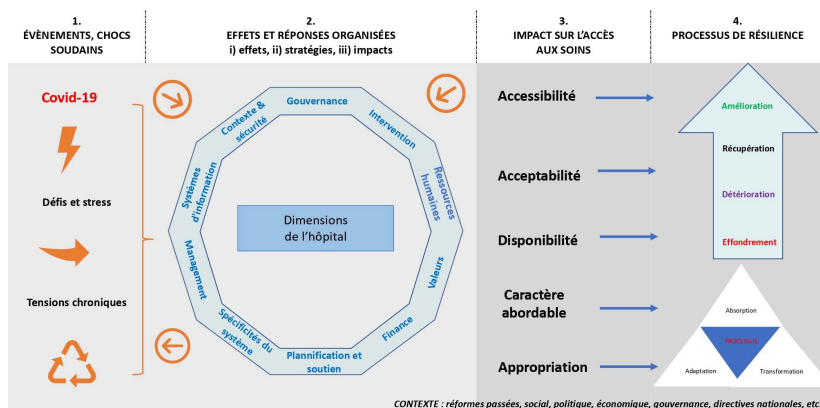 1.
ÉVÈNEMENTS, CHOCS
SOUDAINS
2.
EFFETS ET RÉPONSES ORGANISÉES
i) effets, ii) stratégies, iii) impacts
3.
IMPACT SUR L’ACCÈS
AUX SOINS
4.
PROCESSUS DE RÉSILIENCE
Covid-19
Défis et stress
Tensions chroniques
Gouvernance
Intervention
Ressources
humaines
Valeurs
Finance
Plannification et
soutien
Spécificités du
système
Management
Systèmes
d'information
Contexte &
sécurité
Dimensions
de l’hôpital
Accessibilité
Acceptabilité
Disponibilité
Caractère
abordable
Appropriation
Amélioration
Récupération
Détérioration
Effondrement
Absorption
PROCESSUS
Adaptation
Transformation
CONTEXTE : réformes passées, social, politique, économique, gouvernance, directives nationales, etc.